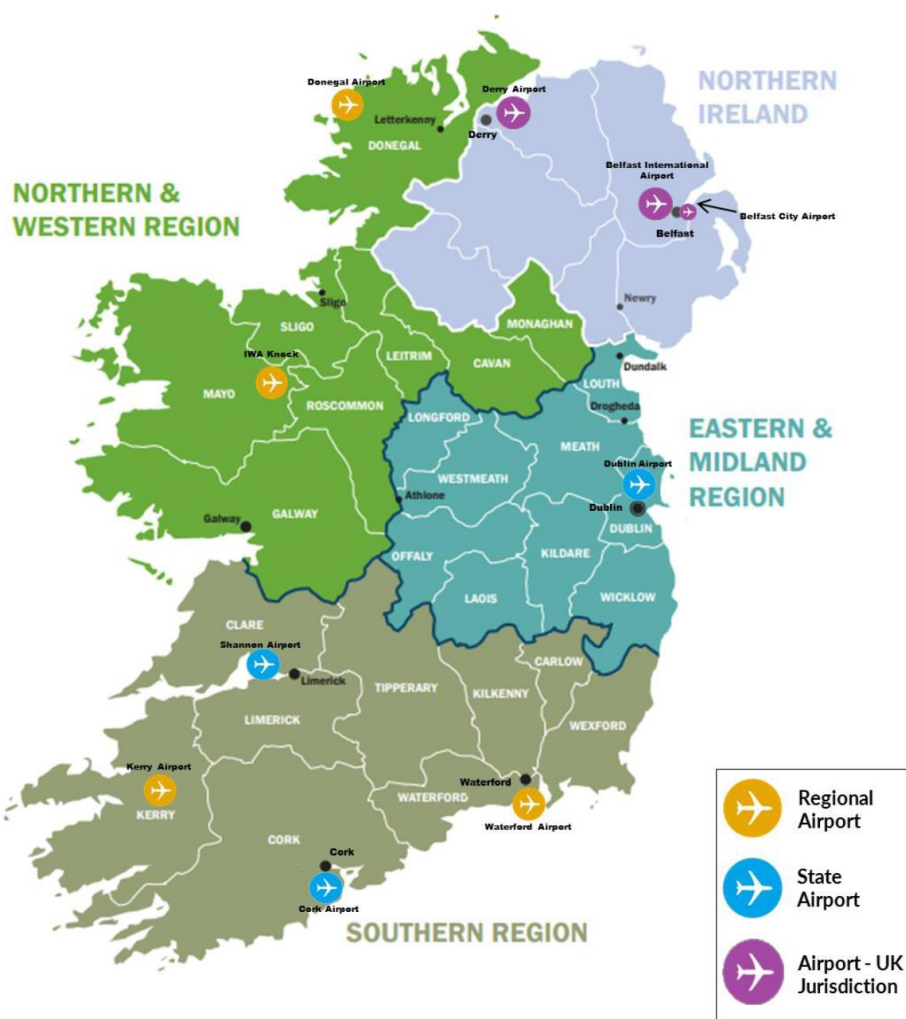 Donegal Airport
Derry Airport
NORTHERN
IRELAND
Letterkenny
Derry
DONEGAL
Belfast International
Airport
NORTHERN &
WESTERN REGION
Belfast City Airport
Belfast
Sligo
Newry
SLIGO
MONAGHAN
IWA Knock
LEITRIM
CAVAN
Dundalk
MAYO
LOUTH
ROSCOMMON
LONGFORD
Drogheda
EASTERN &
MIDLAND
REGION
MEATH
Dublin Airport
WESTMEATH
Athlone
Dublin
GALWAY
Galway
DUBLIN
OFFALY
KILDARE
LAOIS
WICKLOW
CLARE
Shannon Airport
Limerick
CARLOW
TIPPERARY
KILKENNY
LIMERICK
WEXFORD
Kerry Airport
KERRY
Waterford
WATERFORD
Waterford Airport
CORK
Cork
Cork Airport
SOUTHERN REGION
Regional
Airport
State
Airport
Airport - UK
Jurisdiction